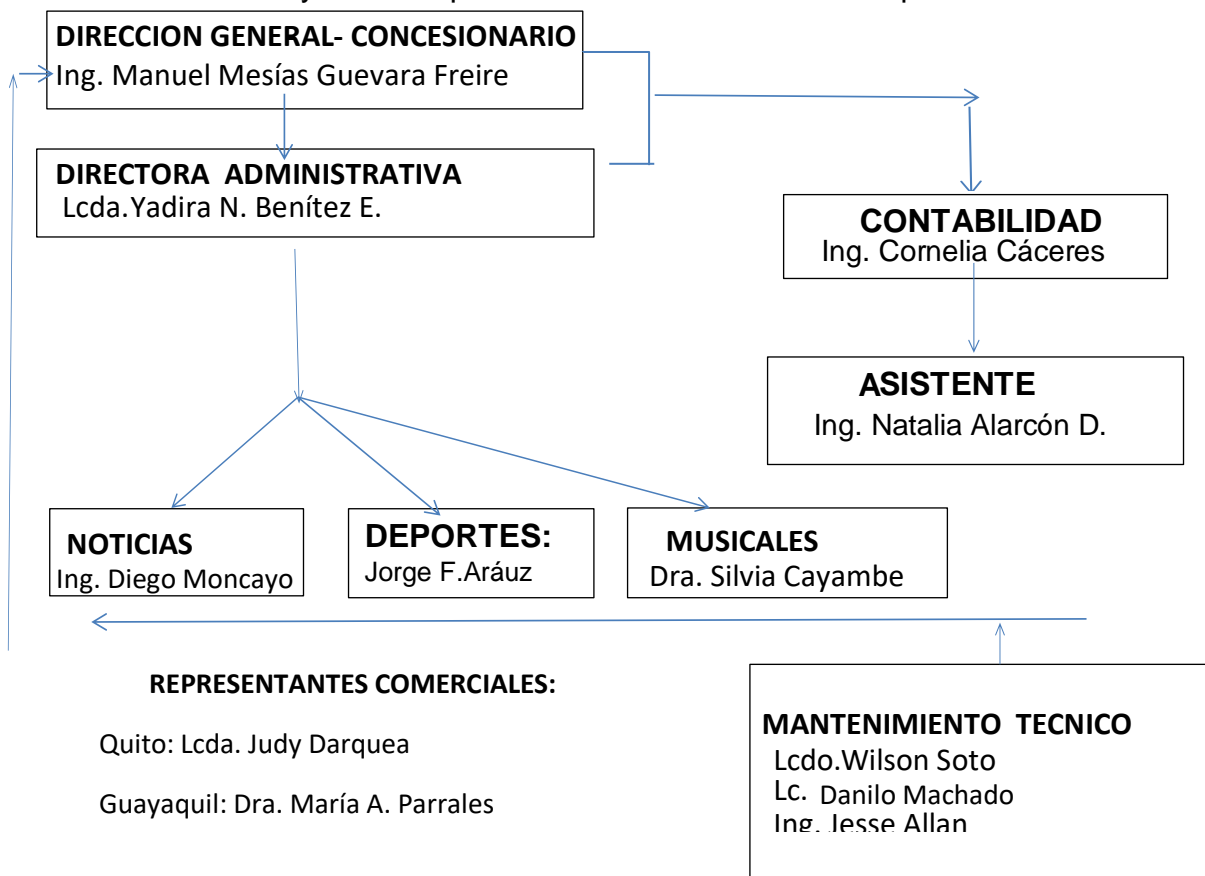 DIRECCION GENERAL- CONCESIONARIO
Ing. Manuel Mesías Guevara Freire
DIRECTORA ADMINISTRATIVA
Lcda.Yadira N. Benítez E.
CONTABILIDAD
Ing. Cornelia Cáceres
ASISTENTE
Ing. Natalia Alarcón D.
NOTICIAS
Ing. Diego Moncayo
DEPORTES:
Jorge F.Aráuz
MUSICALES
Dra. Silvia Cayambe
REPRESENTANTES COMERCIALES:
Quito: Lcda. Judy Darquea
Guayaquil: Dra. María A. Parrales
MANTENIMIENTO TECNICO
Lcdo.Wilson Soto
Lc. Danilo Machado
Ing. Jesse Allan